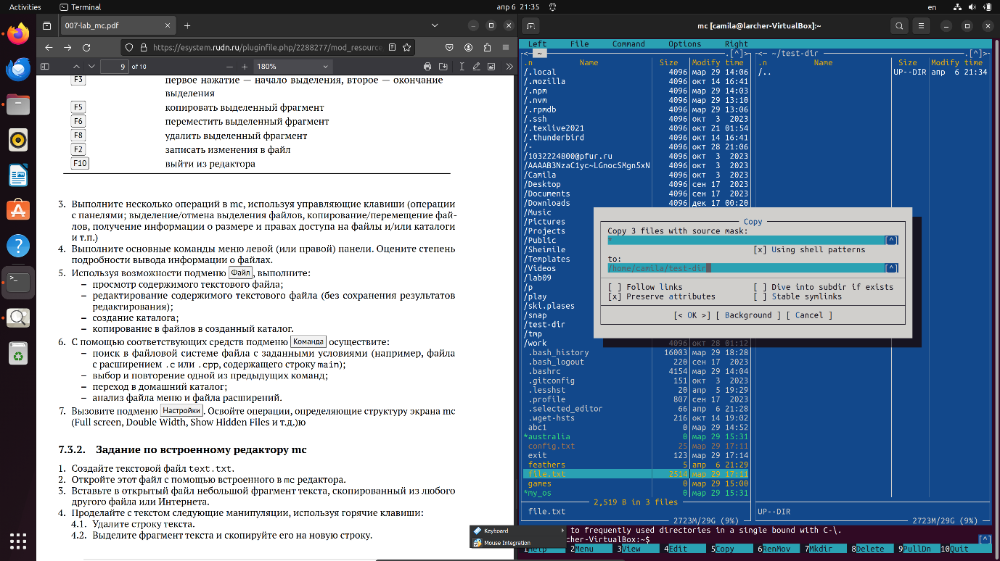 Activities
Terminal
апр 6 21:35
en
007-lab_mc.pdf
https://esystem.rudn.ru/pluginfile.php/2288277/mod_resource
9 of 10
180%
F3 первое нажатие — начало выделения, второе — окончание
выделения
F5 копировать выделенный фрагмент
F6 переместить выделенный фрагмент
F8 удалить выделенный фрагмент
F2 записать изменения в файл
F10 выйти из редактора
3. Выполните несколько операций в mc, используя управляющие клавиши (операции
с панелями; выделение/отмена выделения файлов, копирование/перемещение фай-
лов, получение информации о размере и правах доступа на файлы и/или каталоги
и т.п.)
4. Выполните основные команды меню левой (или правой) панели. Оцените степень
подробности вывода информации о файлах.
5. Используя возможности подменю Файл, выполните:
– просмотр содержимого текстового файла;
– редактирование содержимого текстового файла (без сохранения результатов
редактирования);
– создание каталога;
– копирование в файлов в созданный каталог.
6. С помощью соответствующих средств подменю Команда осуществите:
– поиск в файловой системе файла с заданными условиями (например, файла
с расширением .c или .cpp, содержащего строку main);
– выбор и повторение одной из предыдущих команд;
– переход в домашний каталог;
– анализ файла меню и файла расширений.
7. Вызовите подменю Настройки. Освойте операции, определяющие структуру экрана mc
(Full screen, Double Width, Show Hidden Files и т.д.)ю
7.3.2. Задание по встроенному редактору mc
1. Создайте текстовой файл text.txt.
2. Откройте этот файл с помощью встроенного в mc редактора.
3. Вставьте в открытый файл небольшой фрагмент текста, скопированный из любого
другого файла или Интернета.
4. Проделайте с текстом следующие манипуляции, используя горячие клавиши:
4.1. Удалите строку текста.
4.2. Выделите фрагмент текста и скопируйте его на новую строку.
Keyboard
Mouse Integration
mc [camila@larcher-VirtualBox]:~
Left File Command Options Right
<— ~ .[^]>
.n Name Size Modify time
/.local 4096 мар 29 14:06
/.mozilla 4096 окт 14 16:41
/.npm 4096 мар 29 14:03
/.nvm 4096 мар 29 13:10
/.rpmdb 4096 мар 29 13:06
/.ssh 4096 окт 3 2023
/.texlive2021 4096 окт 21 01:54
/.thunderbird 4096 окт 14 16:41
/- 4096 окт 28 21:06
/1032224800@pfur.ru 4096 окт 3 2023
/AAAAB3NzaC1yc~LGnocSMgn5xN 4096 окт 3 2023
/Camila 4096 окт 3 2023
/Desktop 4096 сен 17 2023
/Documents 4096 сен 17 2023
/Downloads 4096 дек 17 00:20
/Music
/Pictures
/Projects
/Public
/Sheimile
/Templates
/Videos
/lab09
/p
/play
/ski.plases
/snap
/test-dir
/tmp
/work 4096 окт 28 01:12
.bash_history 16003 мар 29 18:28
.bash_logout 220 сен 17 2023
.bashrc 4154 мар 29 14:04
.gitconfig 151 окт 3 2023
.lesshst 20 апр 5 19:29
.profile 807 сен 17 2023
.selected_editor 66 апр 6 21:28
.wget-hsts 216 окт 14 19:02
abc1 0 мар 29 14:52
*australia 0 мар 29 15:31
config.txt 25 мар 29 17:11
exit 123 мар 29 17:14
feathers 5 апр 6 21:29
file.txt 2514 мар 29 17:11
games 0 мар 29 15:00
*my_os 0 мар 29 15:31
2,519 B in 3 files
file.txt
2723M/29G (9%)
<— ~/test-dir .[^]>
.n Name Size Modify time
/.. UP--DIR апр 6 21:34
UP--DIR
2723M/29G (9%)
Copy
Copy 3 files with source mask:
* [^]
[x] Using shell patterns
to:
/home/camila/test-dir [^]
[ ] Follow links [ ] Dive into subdir if exists
[x] Preserve attributes [ ] Stable symlinks
[< OK >] [ Background ] [ Cancel ]
to frequently used directories in a single bound with C-\.
rcher-VirtualBox:~$ [^]
1Help 2Menu 3View 4Edit 5Copy 6RenMov 7Mkdir 8Delete 9PullDn 10Quit